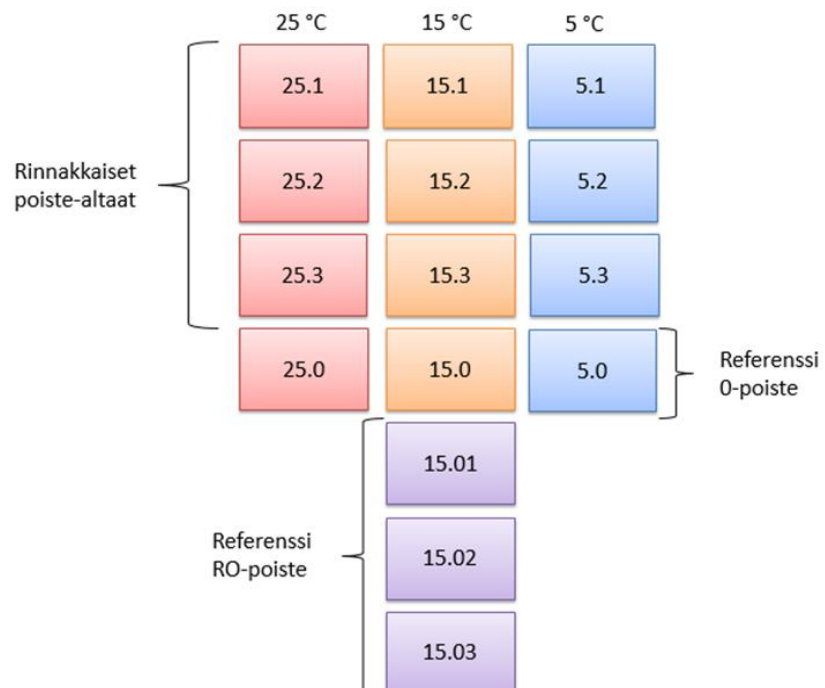 25 °C 15 °C 5 °C
25.1 15.1 5.1
Rinnakkaiset
poiste-altaat
25.2 15.2 5.2
25.3 15.3 5.3
25.0 15.0 5.0
Referenssi
0-poiste
15.01
Referenssi
RO-poiste
15.02
15.03